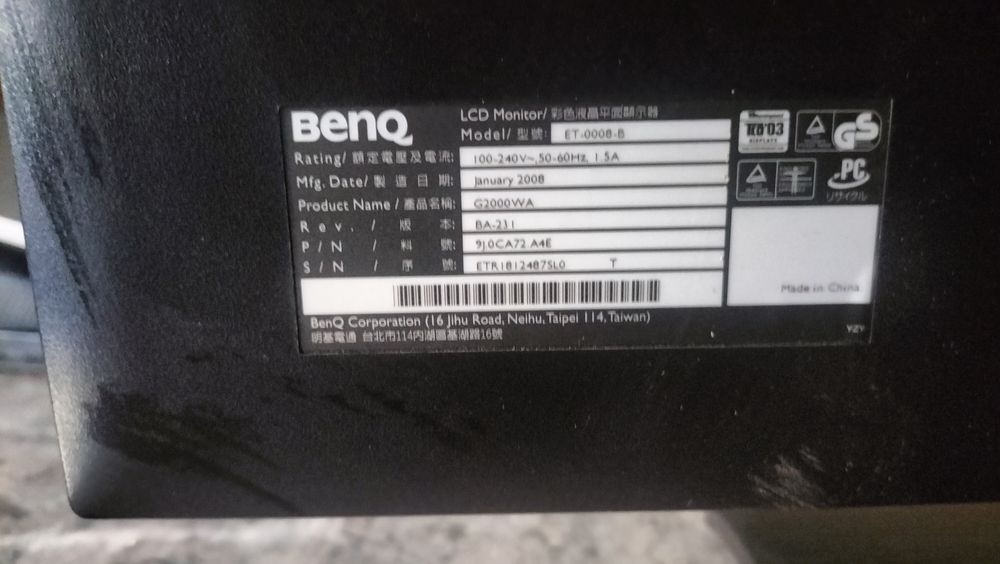 BenQ
LCD Monitor/ 彩色液晶平面顯示器
Model/ 型號: ET-0008-B
Rating/ 額定電壓及電流: 100-240V~, 50-60Hz, 1.5A
Mfg. Date/ 製造日期: January 2008
Product Name / 產品名稱: G2000WA
Rev. / 版本: BA-231
P/N / 料號: 9J.0CA72.A4E
S/N / 序號: ETR1812487SL0 T
BenQ Corporation (16 Jihu Road, Neihu, Taipei 114, Taiwan)
明基電通 台北市114內湖區基湖路16號
TCO'03
DISPLAYS
GS
PC
リサイクル
Made in China
YZY